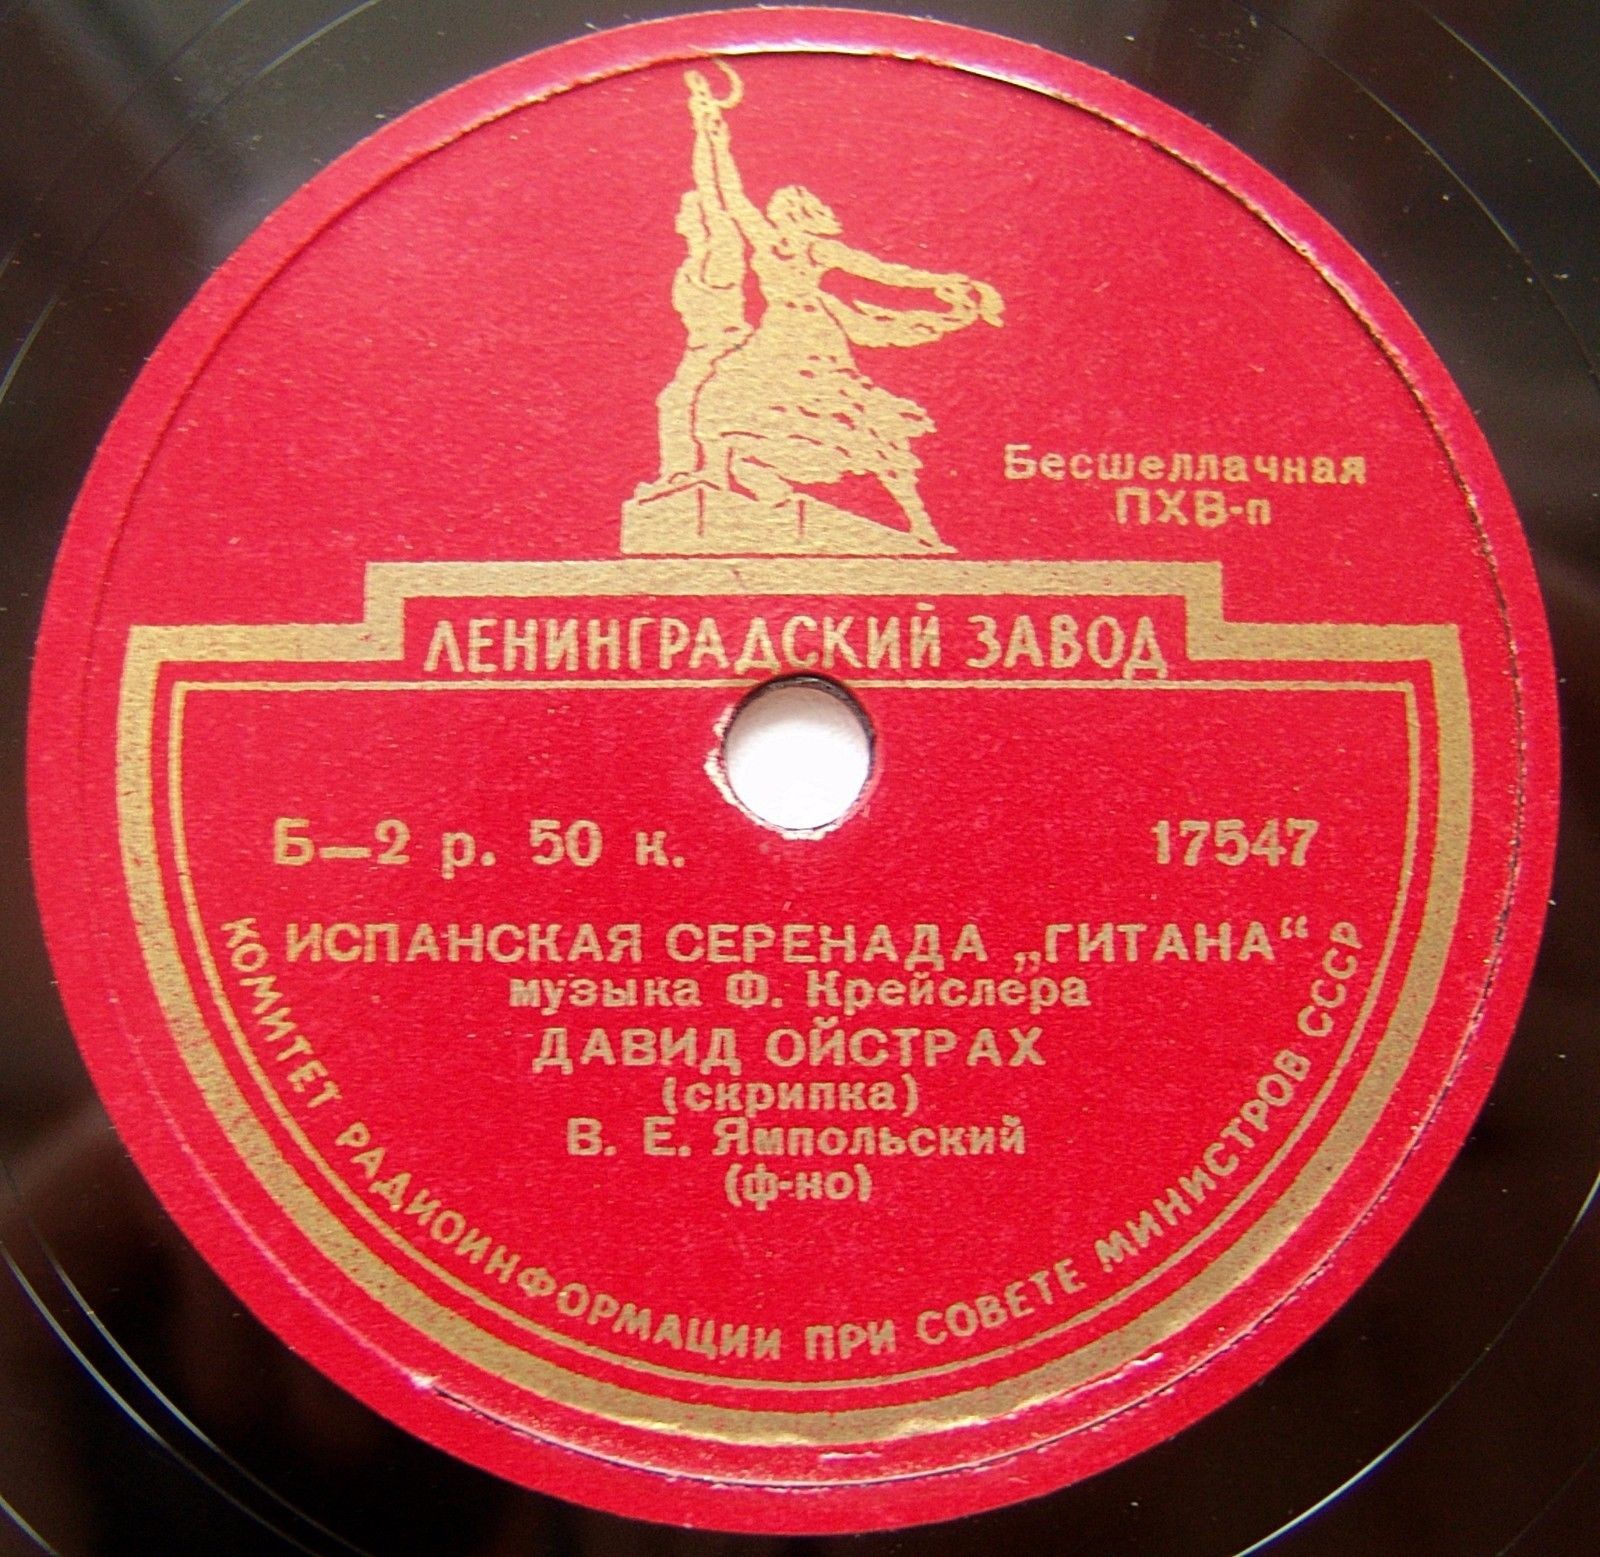 Бесшеллачная
ПХВ-п
ЛЕНИНГРАДСКИЙ ЗАВОД
Б—2 р. 50 к.
17547
ИСПАНСКАЯ СЕРЕНАДА „ГИТАНА“
музыка Ф. Крейслера
ДАВИД ОЙСТРАХ
(скрипка)
В. Е. Ямпольский
(ф-но)
КОМИТЕТ РАДИОИНФОРМАЦИИ ПРИ СОВЕТЕ МИНИСТРОВ СССР